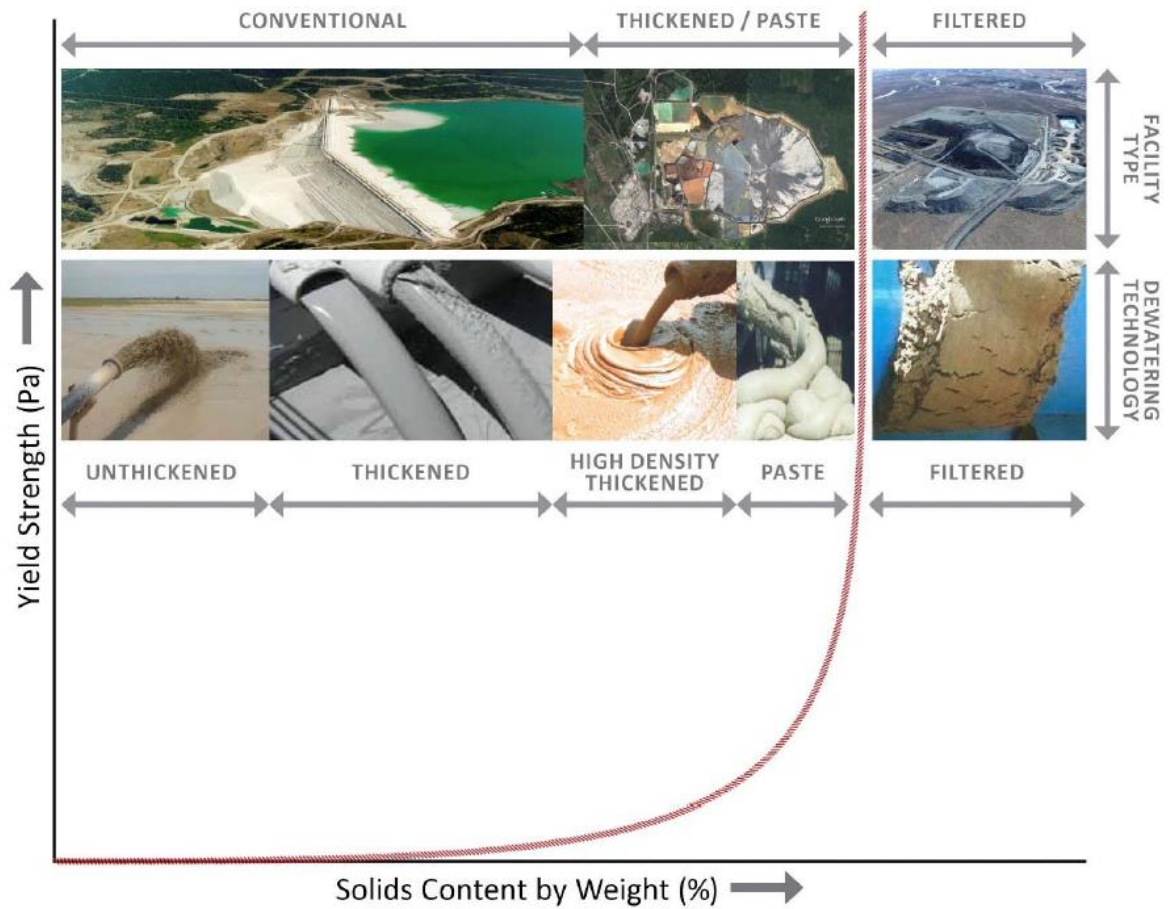 CONVENTIONAL
THICKENED / PASTE
FILTERED
FACILITY
TYPE
DEWATERING
TECHNOLOGY
UNTHICKENED
THICKENED
HIGH DENSITY
THICKENED
PASTE
FILTERED
Yield Strength (Pa)
Solids Content by Weight (%)